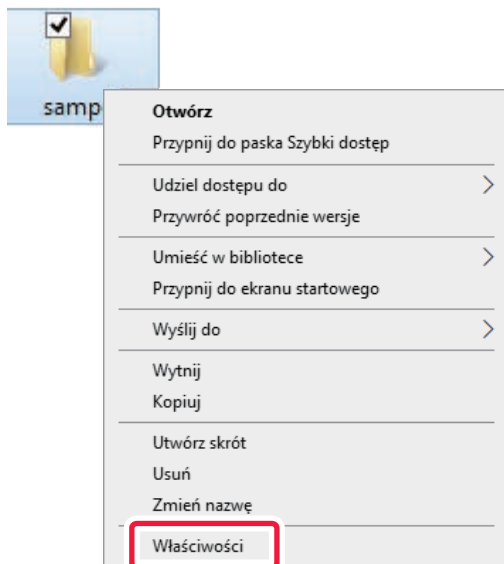 samp
Otwórz
Przypnij do paska Szybki dostęp
Udziel dostępu do
Przywróć poprzednie wersje
Umieść w bibliotece
Przypnij do ekranu startowego
Wyślij do
Wytnij
Kopiuj
Utwórz skrót
Usuń
Zmień nazwę
Właściwości